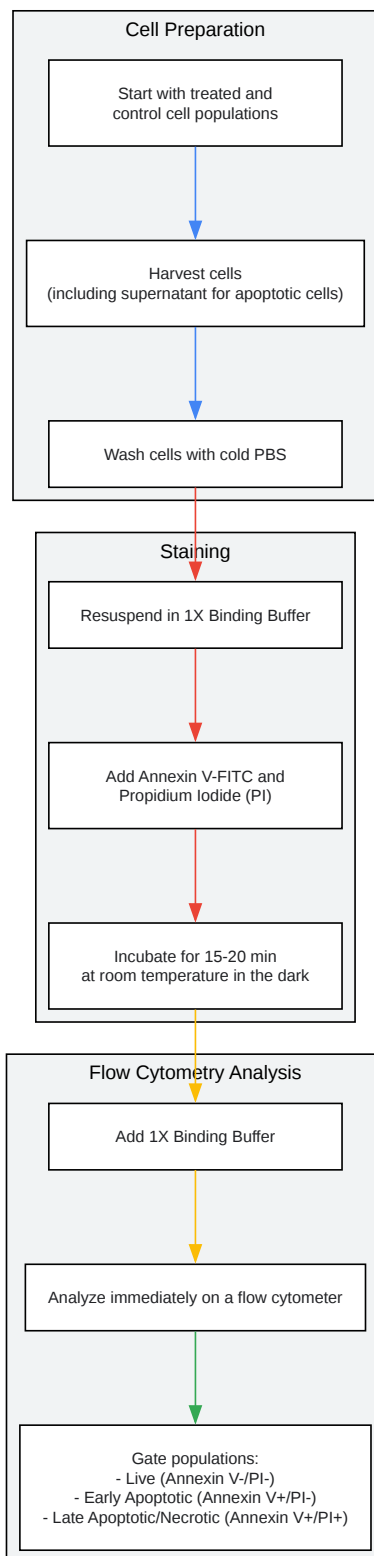 Cell Preparation
Start with treated and
control cell populations
Harvest cells
(including supernatant for apoptotic cells)
Wash cells with cold PBS
Staining
Resuspend in 1X Binding Buffer
Add Annexin V-FITC and
Propidium Iodide (PI)
Incubate for 15-20 min
at room temperature in the dark
Flow Cytometry Analysis
Add 1X Binding Buffer
Analyze immediately on a flow cytometer
Gate populations:
- Live (Annexin V-/PI-)
- Early Apoptotic (Annexin V+/PI-)
- Late Apoptotic/Necrotic (Annexin V+/PI+)